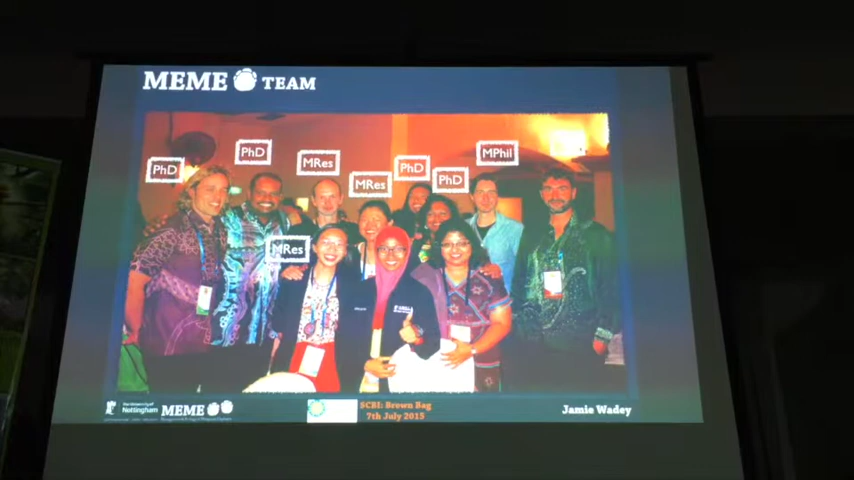 MEME TEAM
PhD
PhD
MRes
MRes
PhD
PhD
MPhil
MRes
Nottingham
MEME
SCBI: Brown Bag
7th July 2015
Jamie Wadey